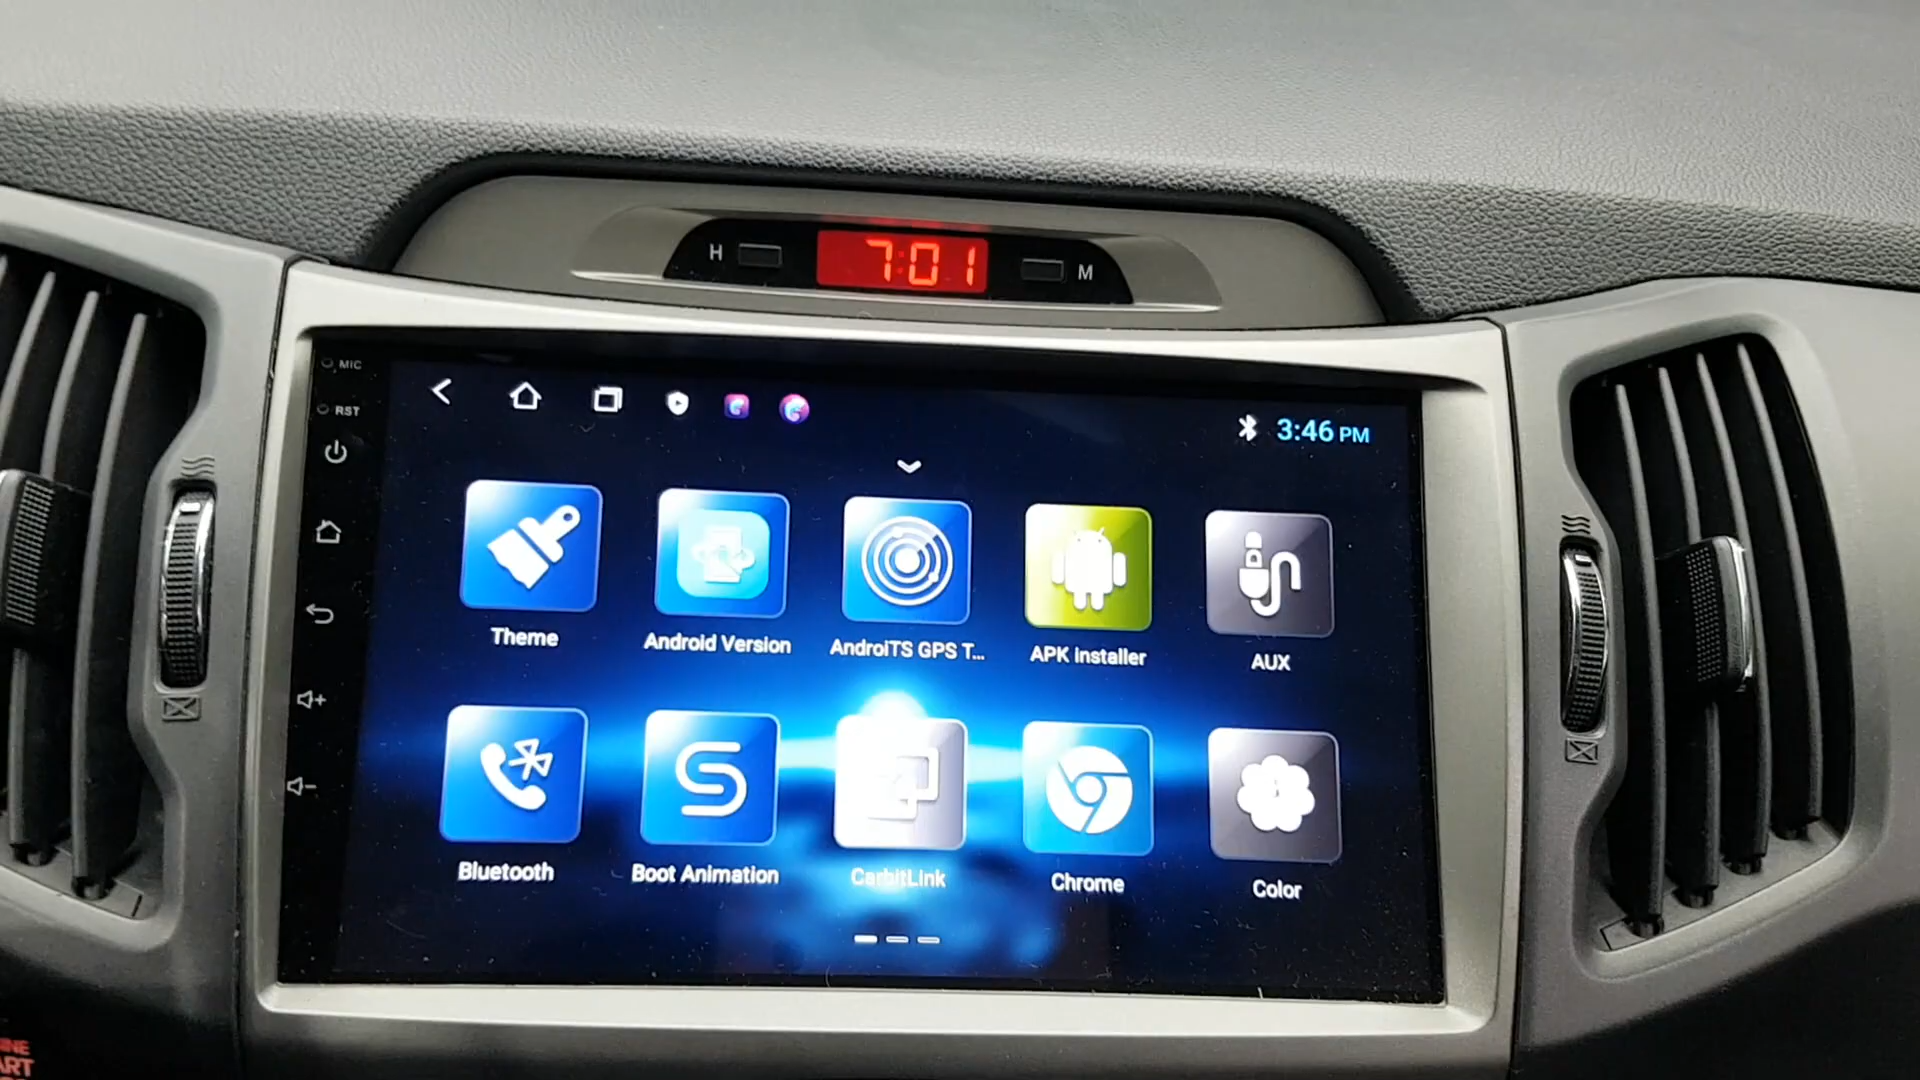 H 7:01 M
MIC
RST
3:46 PM
Theme
Android Version
AndroiTS GPS T...
APK installer
AUX
Bluetooth
Boot Animation
CarbitLink
Chrome
Color